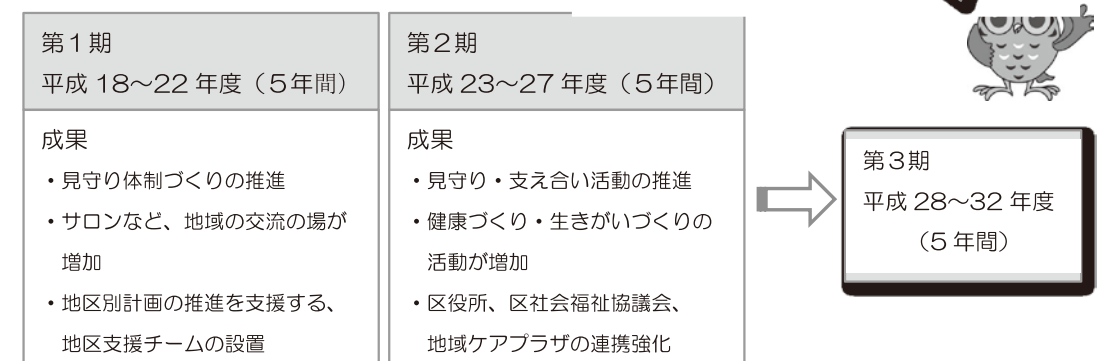 第1期
平成 18～22 年度（5年間）
成果
・見守り体制づくりの推進
・サロンなど、地域の交流の場が
増加
・地区別計画の推進を支援する、
地区支援チームの設置
第2期
平成 23～27 年度（5年間）
成果
・見守り・支え合い活動の推進
・健康づくり・生きがいづくりの
活動が増加
・区役所、区社会福祉協議会、
地域ケアプラザの連携強化
第3期
平成 28～32 年度
（5 年間）